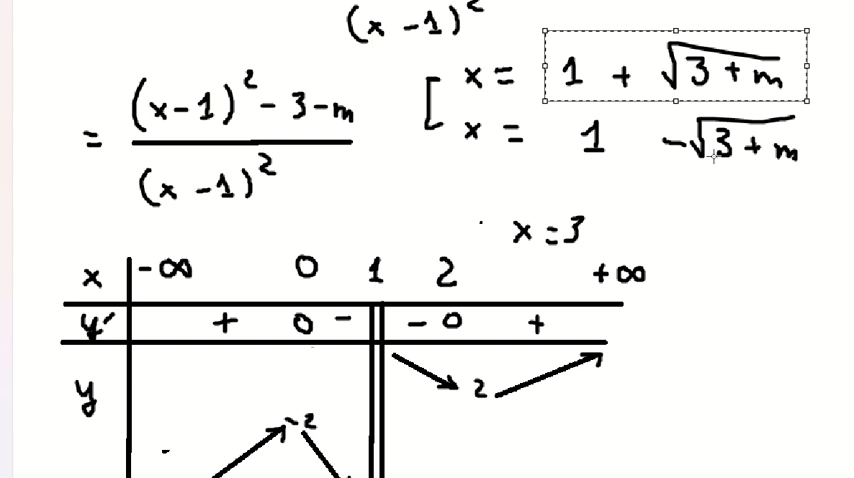 (x - 1)²
= ((x-1)² - 3 - m) / (x - 1)²
[ x = 1 + √(3 + m)
x = 1 - √(3 + m)
x = 3
x -∞ 0 1 2 +∞
y' + 0 - || - 0 +
y 2
-2